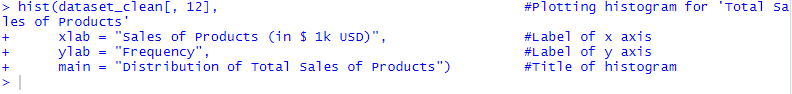 > hist(dataset_clean[, 12],                                     #Plotting histogram for 'Total Sa
les of Products'
+      xlab = "Sales of Products (in $ 1k USD)",                #Label of x axis
+      ylab = "Frequency",                                      #Label of y axis
+      main = "Distribution of Total Sales of Products")        #Title of histogram
>